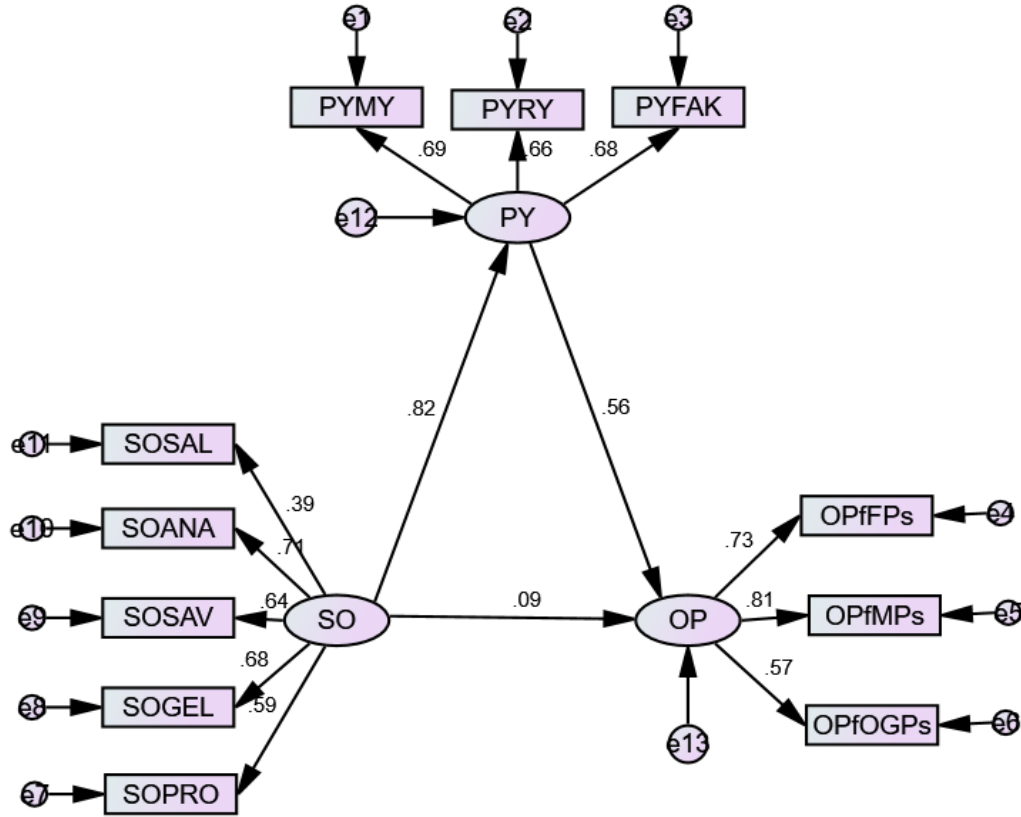 e1
e2
e3
PYMY
PYRY
PYFAK
.69
.66
.68
e12
PY
.82
.56
e11
SOSAL
.39
e10
SOANA
.71
OPfFPs
e4
.73
e9
SOSAV
.64
SO
.09
OP
.81
OPfMPs
e5
.68
.57
e8
SOGEL
.59
OPfOGPs
e6
e13
e7
SOPRO